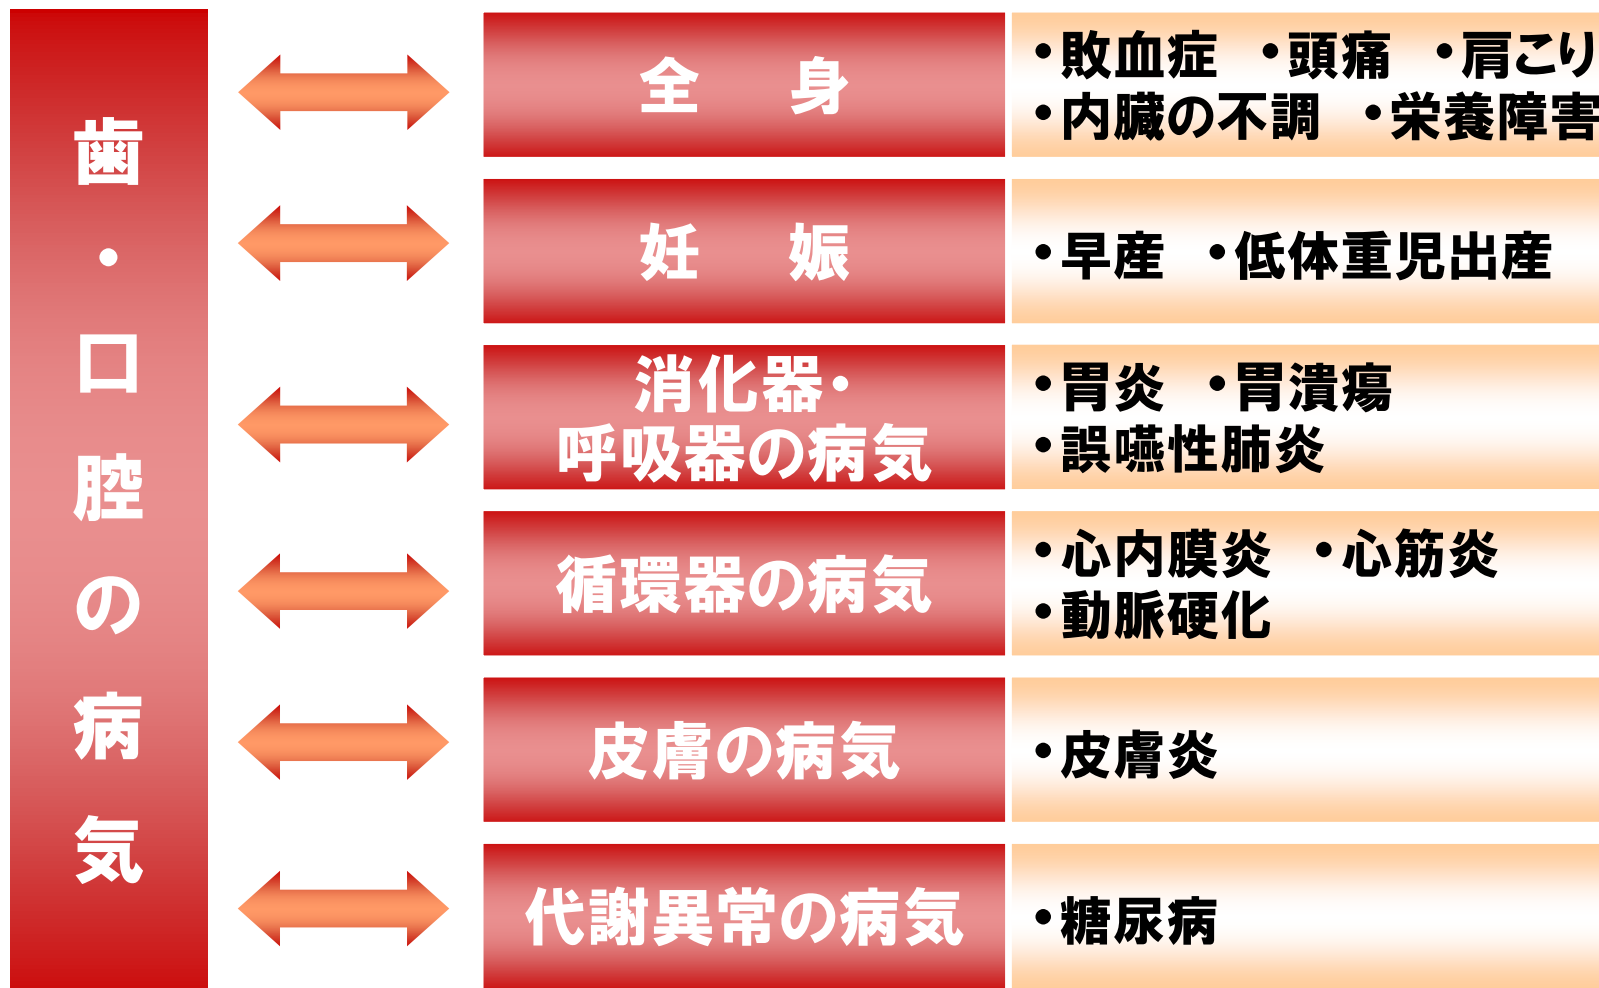 歯・口腔の病気
全　身
・敗血症　・頭痛　・肩こり
・内臓の不調　・栄養障害
妊　娠
・早産　・低体重児出産
消化器・
呼吸器の病気
・胃炎　・胃潰瘍
・誤嚥性肺炎
循環器の病気
・心内膜炎　・心筋炎
・動脈硬化
皮膚の病気
・皮膚炎
代謝異常の病気
・糖尿病